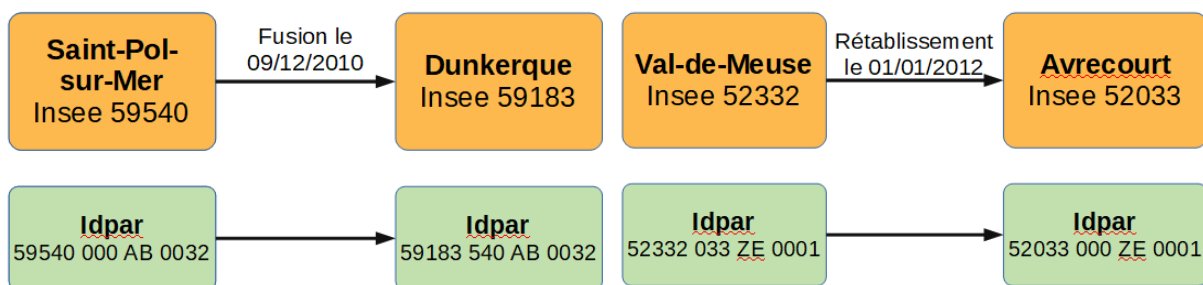 Saint-Pol-
sur-Mer
Insee 59540
Fusion le
09/12/2010
Dunkerque
Insee 59183
Val-de-Meuse
Insee 52332
Rétablissement
le 01/01/2012
Avrecourt
Insee 52033
Idpar
59540 000 AB 0032
Idpar
59183 540 AB 0032
Idpar
52332 033 ZE 0001
Idpar
52033 000 ZE 0001